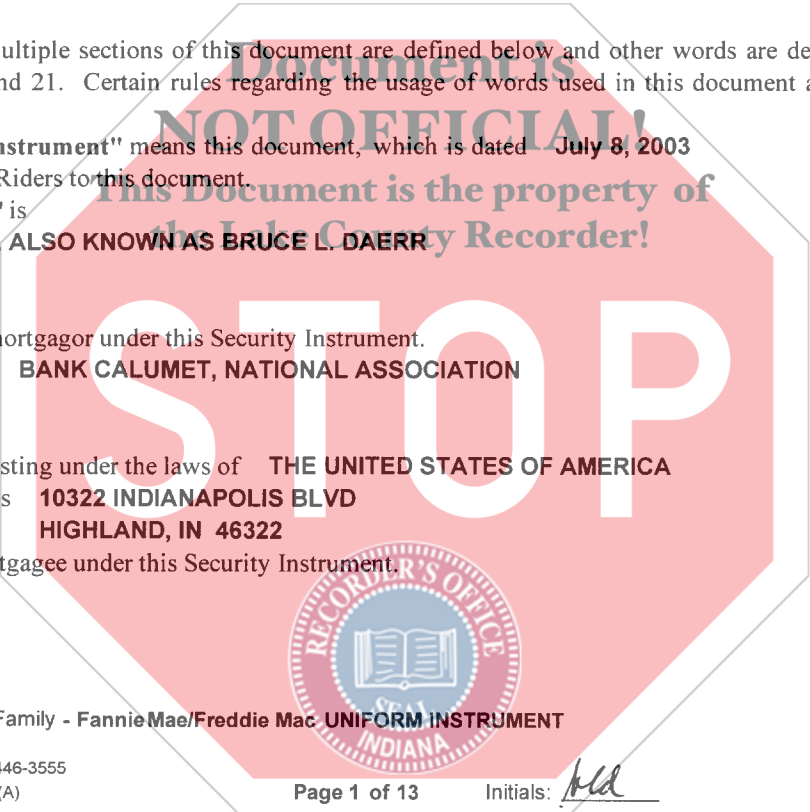 ultiple sections of this document are defined below and other words are de
nd 21. Certain rules regarding the usage of words used in this document a
Document is
NOT OFFICIAL!
nstrument" means this document, which is dated July 8, 2003
Riders to this document.
This Document is the property of
" is
the Lake County Recorder!
ALSO KNOWN AS BRUCE L. DAERR
ortgagor under this Security Instrument.
BANK CALUMET, NATIONAL ASSOCIATION
STOP
sting under the laws of THE UNITED STATES OF AMERICA
s 10322 INDIANAPOLIS BLVD
HIGHLAND, IN 46322
tgagee under this Security Instrument.
RECORDER'S OFFICE
SEAL
INDIANA
Family - Fannie Mae/Freddie Mac UNIFORM INSTRUMENT
46-3555
(A)
Page 1 of 13 Initials: bld